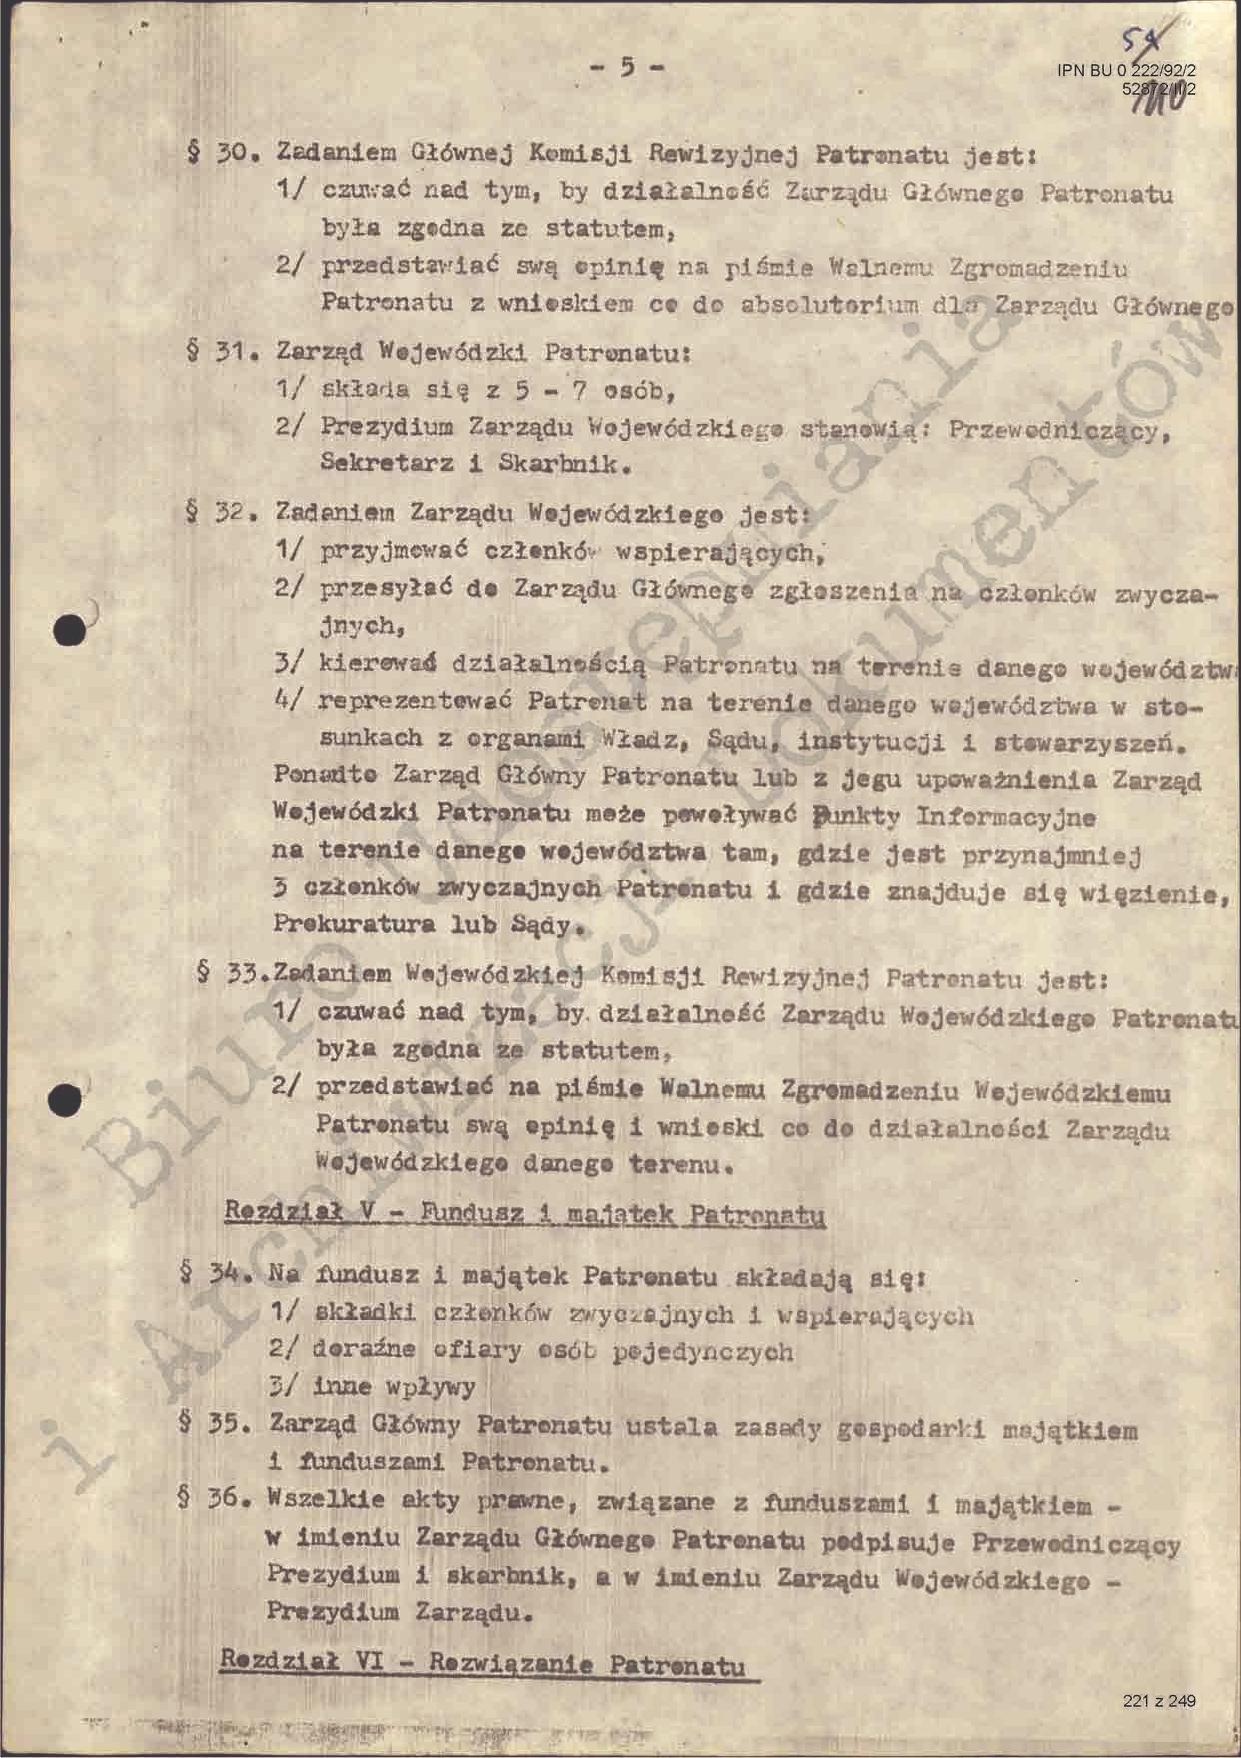 - 5 -
54
IPN BU 0 222/92/2
52872/II/2
110
§ 30. Zadaniem Głównej Komisji Rewizyjnej Patronatu jest:
1/ czuwać nad tym, by działalność Zarządu Głównego Patronatu
była zgodna ze statutem,
2/ przedstawiać swą opinię na piśmie Walnemu Zgromadzeniu
Patronatu z wnioskiem co do absolutorium dla Zarządu Głównego
§ 31. Zarząd Wojewódzki Patronatu:
1/ składa się z 5 - 7 osób,
2/ Prezydium Zarządu Wojewódzkiego stanowią: Przewodniczący,
Sekretarz i Skarbnik.
§ 32. Zadaniem Zarządu Wojewódzkiego jest:
1/ przyjmować członków wspierających,
2/ przesyłać do Zarządu Głównego zgłoszenia na członków zwycza-
jnych,
3/ kierować działalnością Patronatu na terenie danego województwa
4/ reprezentować Patronat na terenie danego województwa w sto-
sunkach z organami Władz, Sądu, instytucji i stowarzyszeń.
Ponadto Zarząd Główny Patronatu lub z jegu upoważnienia Zarząd
Wojewódzki Patronatu może powoływać Punkty Informacyjne
na terenie danego województwa tam, gdzie jest przynajmniej
3 członków zwyczajnych Patronatu i gdzie znajduje się więzienie,
Prokuratura lub Sądy.
§ 33.Zadaniem Wojewódzkiej Komisji Rewizyjnej Patronatu jest:
1/ czuwać nad tym, by działalność Zarządu Wojewódzkiego Patronatu
była zgodna ze statutem,
2/ przedstawiać na piśmie Walnemu Zgromadzeniu Wojewódzkiemu
Patronatu swą opinię i wnioski co do działalności Zarządu
Wojewódzkiego danego terenu.
Rozdział V - Fundusz i majątek Patronatu
§ 34. Na fundusz i majątek Patronatu składają się:
1/ składki członków zwyczajnych i wspierających
2/ doraźne ofiary osób pojedynczych
3/ inne wpływy
§ 35. Zarząd Główny Patronatu ustala zasady gospodarki majątkiem
i funduszami Patronatu.
§ 36. Wszelkie akty prawne, związane z funduszami i majątkiem -
w imieniu Zarządu Głównego Patronatu podpisuje Przewodniczący
Prezydium i skarbnik, a w imieniu Zarządu Wojewódzkiego -
Prezydium Zarządu.
Rozdział VI - Rozwiązanie Patronatu
221 z 249
Biuro Udostępniania
i Archiwizacji Dokumentów